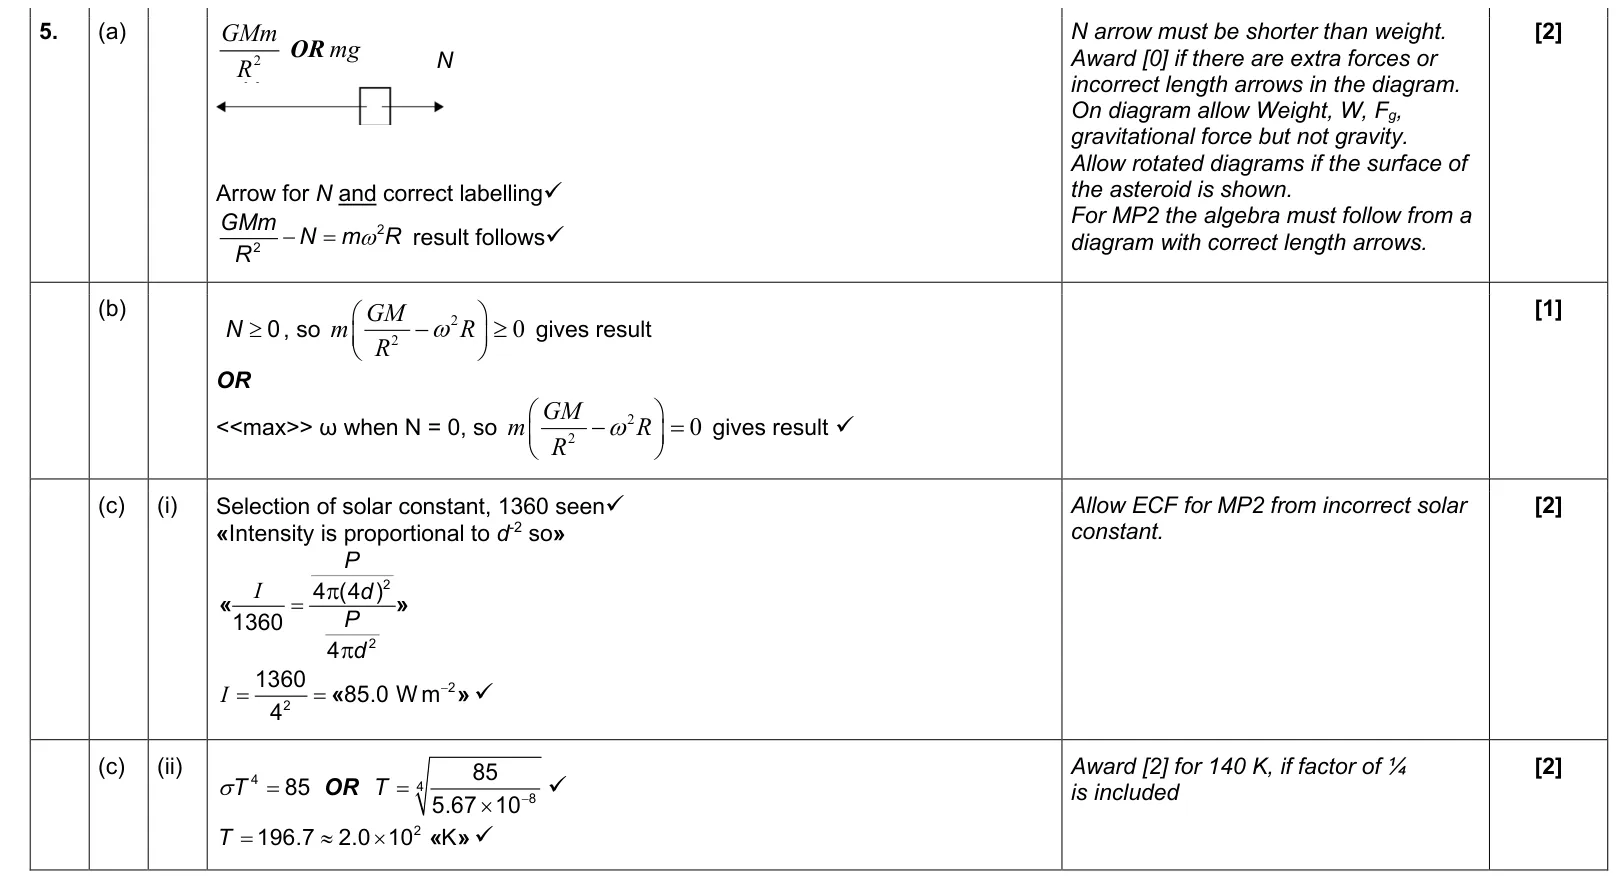 5. (a) GMm/R² OR mg N
N arrow must be shorter than weight. [2]
Award [0] if there are extra forces or
incorrect length arrows in the diagram.
On diagram allow Weight, W, F_g,
gravitational force but not gravity.
Allow rotated diagrams if the surface of
the asteroid is shown.
For MP2 the algebra must follow from a
diagram with correct length arrows.
Arrow for N and correct labelling✓
GMm/R² − N = mω²R result follows✓
(b) N ≥ 0, so m(GM/R² − ω²R) ≥ 0 gives result [1]
OR
<<max>> ω when N = 0, so m(GM/R² − ω²R) = 0 gives result ✓
(c) (i) Selection of solar constant, 1360 seen✓
«Intensity is proportional to d⁻² so»
«I/1360 = (P/4π(4d)²)/(P/4πd²)»
I = 1360/4² = «85.0 W m⁻²» ✓
Allow ECF for MP2 from incorrect solar [2]
constant.
(c) (ii) σT⁴ = 85 OR T = ⁴√(85/5.67×10⁻⁸) ✓
T = 196.7 ≈ 2.0×10² «K» ✓
Award [2] for 140 K, if factor of ¼ [2]
is included